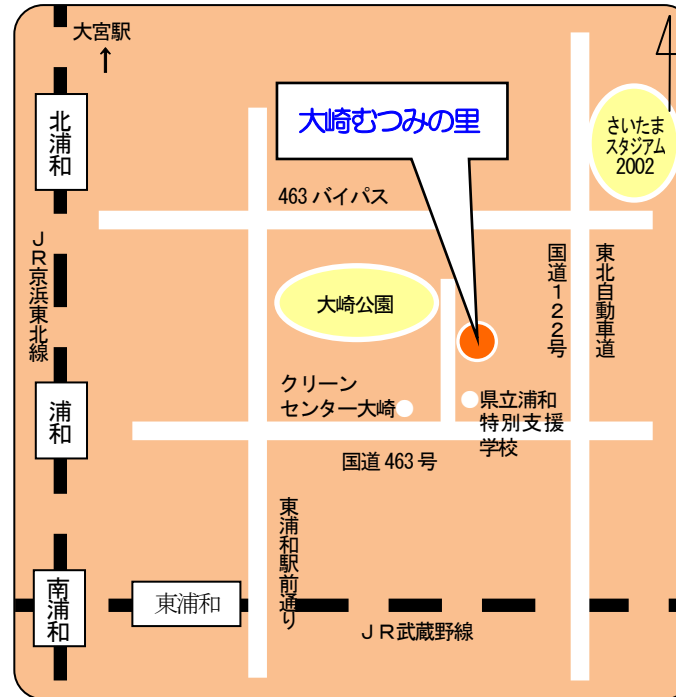 大宮駅
↑
北浦和
大崎むつみの里
さいたま
スタジアム
2002
463 バイパス
JR京浜東北線
大崎公園
国道122号
東北自動車道
クリーン
センター大崎
県立浦和
特別支援
学校
浦和
国道 463 号
東浦和駅前通り
南浦和
東浦和
JR武蔵野線